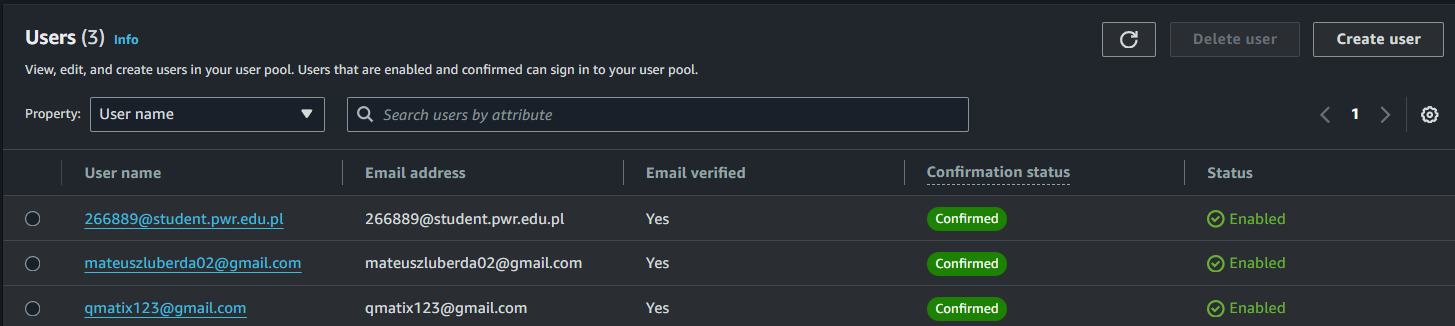 Users (3) Info
Delete user
Create user
View, edit, and create users in your user pool. Users that are enabled and confirmed can sign in to your user pool.
Property: User name
Search users by attribute
1
User name Email address Email verified Confirmation status Status
266889@student.pwr.edu.pl 266889@student.pwr.edu.pl Yes Confirmed Enabled
mateuszluberda02@gmail.com mateuszluberda02@gmail.com Yes Confirmed Enabled
qmatix123@gmail.com qmatix123@gmail.com Yes Confirmed Enabled